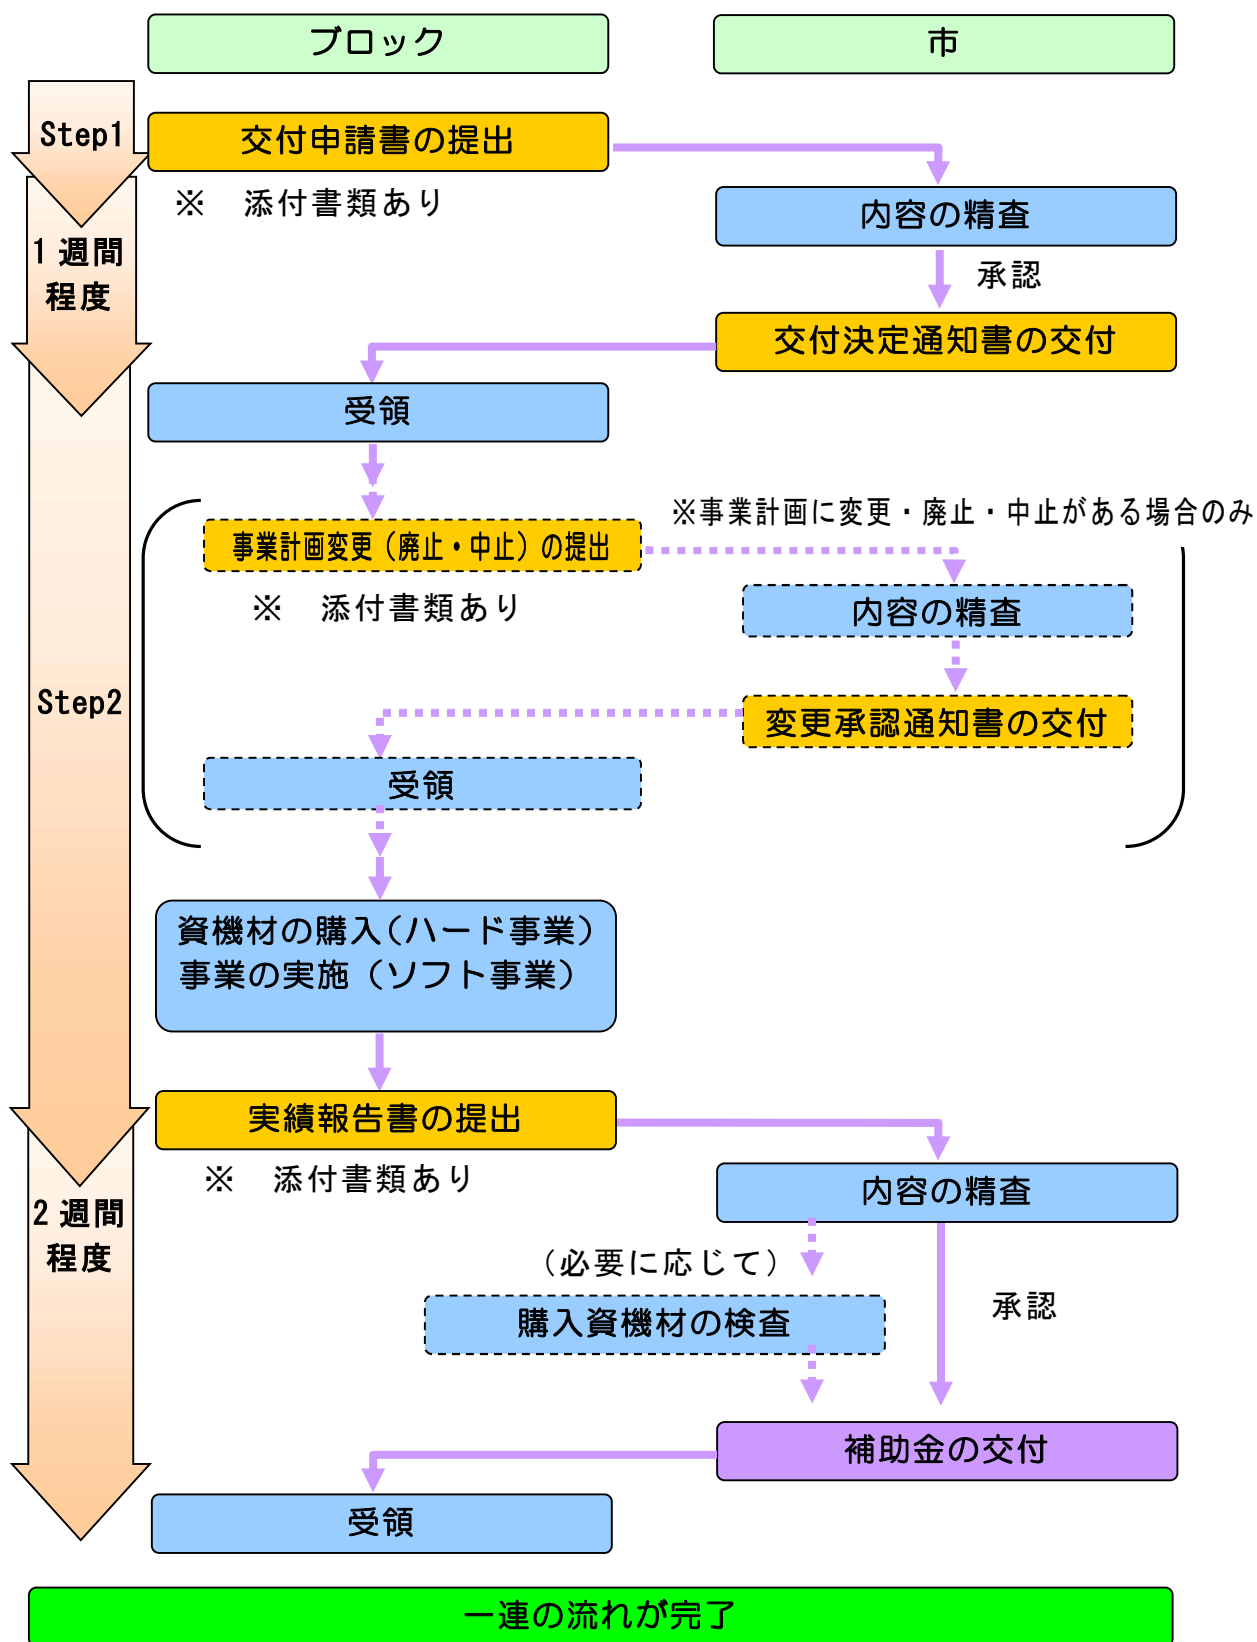 ブロック
市
Step1
交付申請書の提出
※　添付書類あり
内容の精査
1週間
程度
承認
交付決定通知書の交付
受領
※事業計画に変更・廃止・中止がある場合のみ
事業計画変更（廃止・中止）の提出
※　添付書類あり
内容の精査
Step2
変更承認通知書の交付
受領
資機材の購入(ハード事業)
事業の実施（ソフト事業）
実績報告書の提出
※　添付書類あり
内容の精査
2週間
程度
（必要に応じて）
承認
購入資機材の検査
補助金の交付
受領
一連の流れが完了